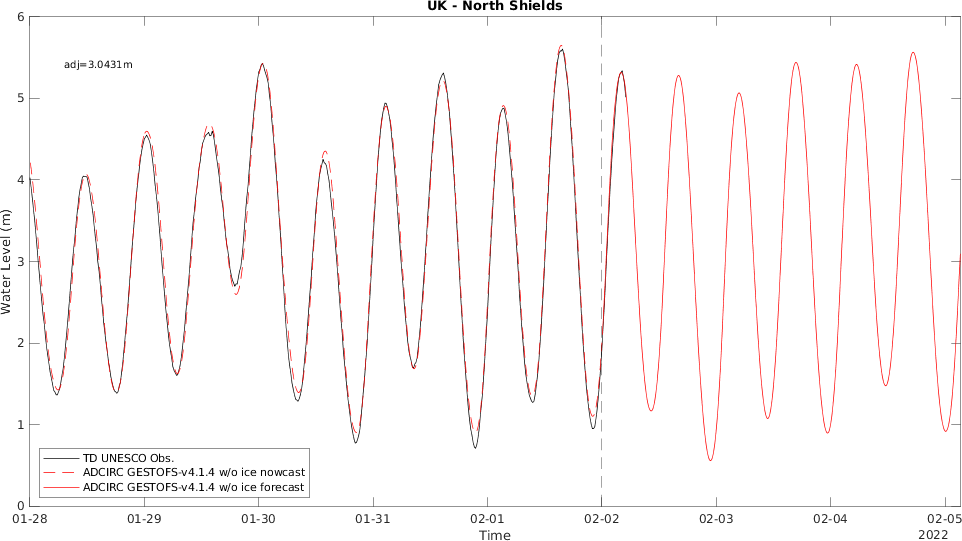 UK - North Shields
6
adj=3.0431m
5
4
3
2
1
0
Water Level (m)
TD UNESCO Obs.
ADCIRC GESTOFS-v4.1.4 w/o ice nowcast
ADCIRC GESTOFS-v4.1.4 w/o ice forecast
01-28 01-29 01-30 01-31 02-01 02-02 02-03 02-04 02-05
Time 2022